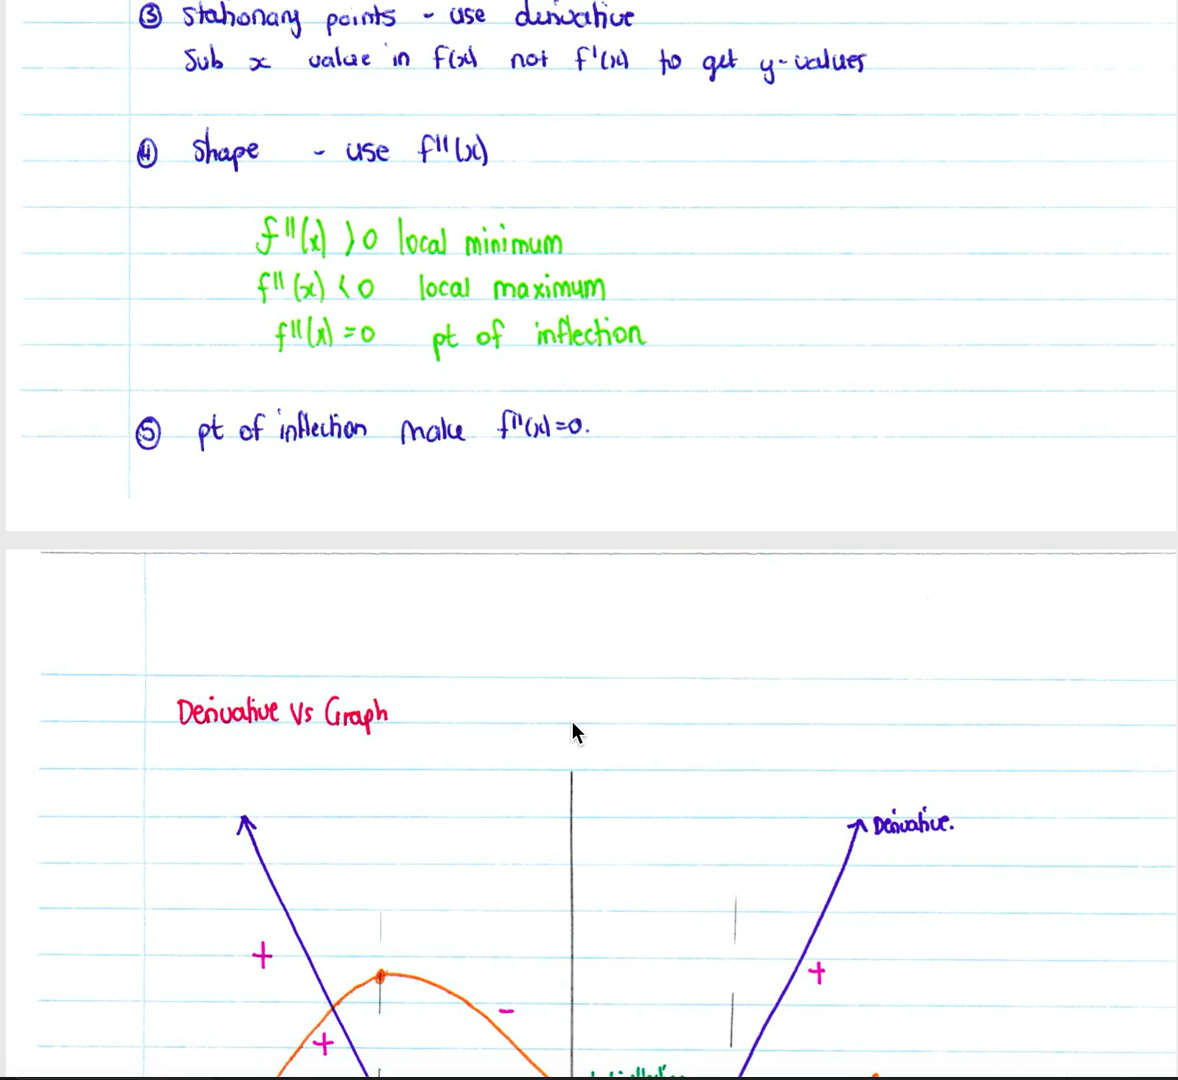 ③ stationary points - use derivative
Sub x value in f(x) not f'(x) to get y-values
④ shape - use f''(x)
f''(x) > 0 local minimum
f''(x) < 0 local maximum
f''(x) = 0 pt of inflection
⑤ pt of inflection make f''(x)=0.
Derivative Vs Graph
Derivative.
+
+
-
+